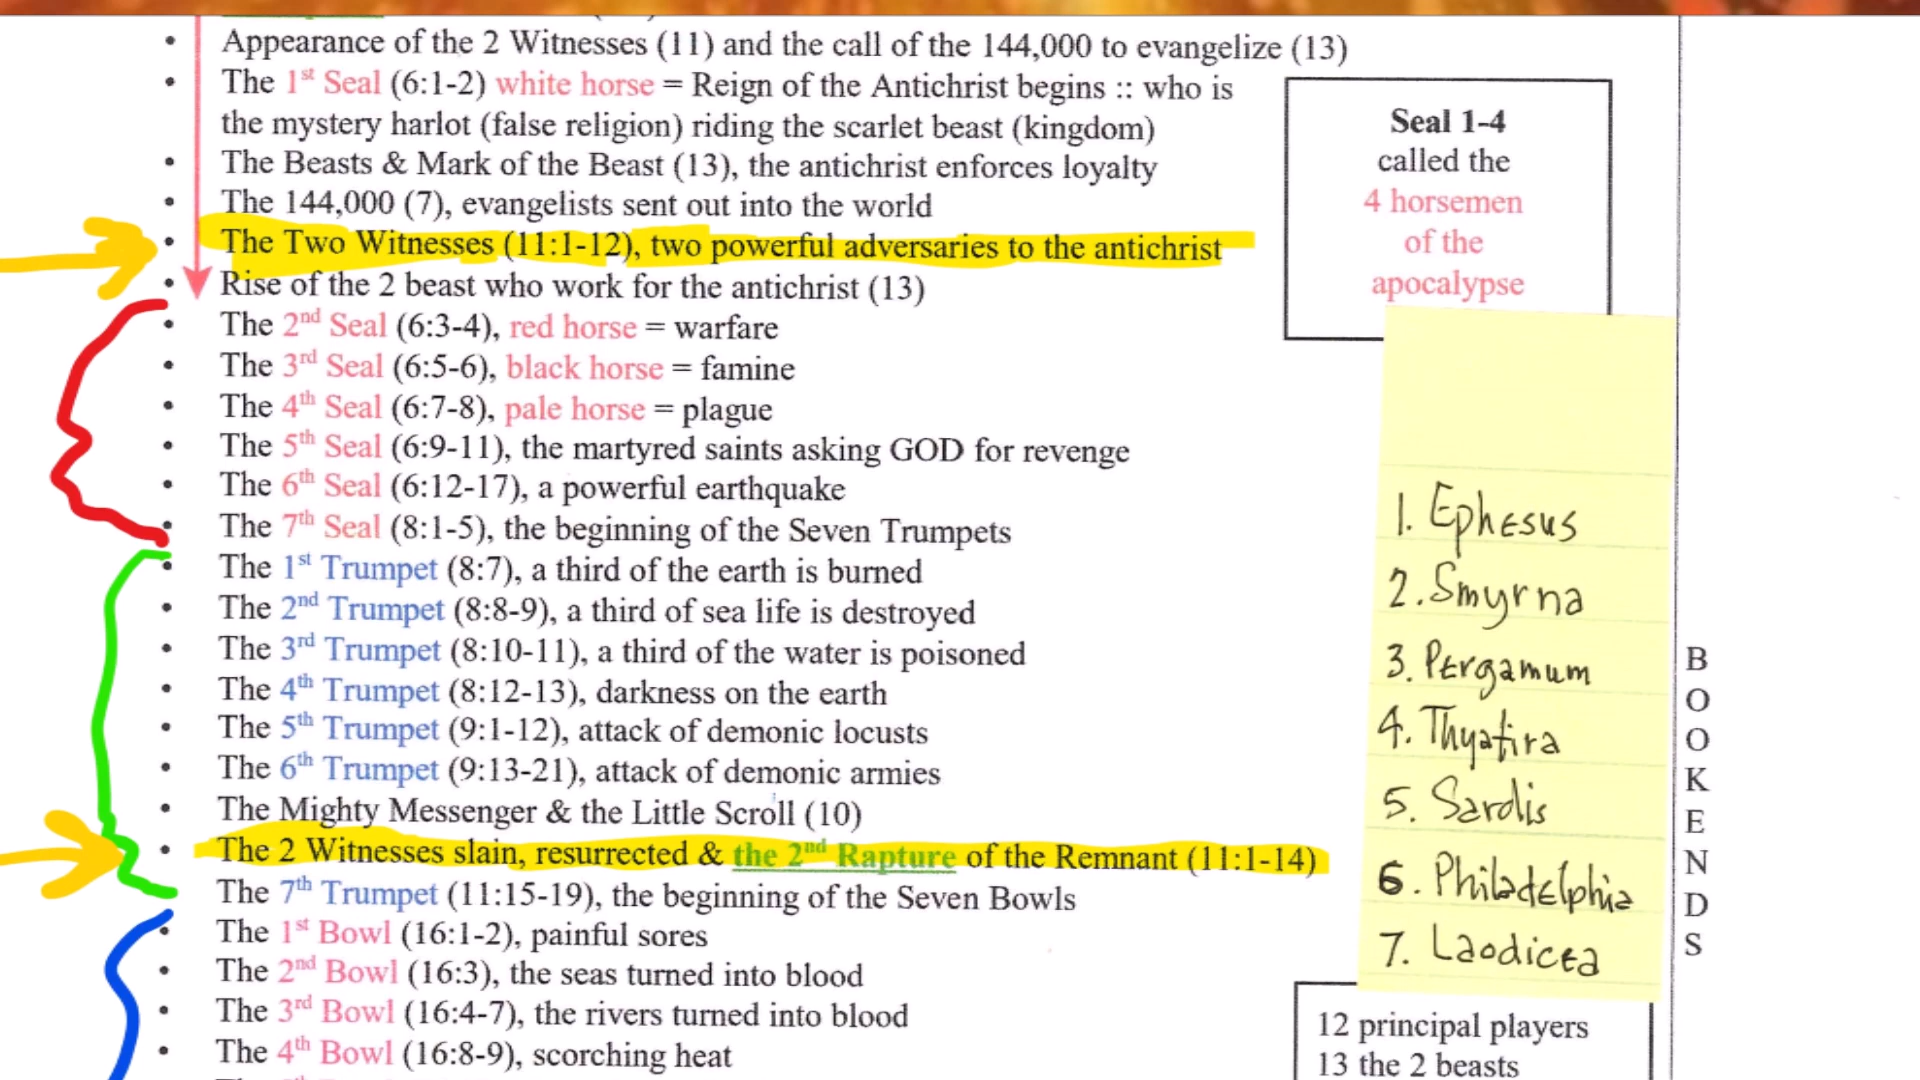 Appearance of the 2 Witnesses (11) and the call of the 144,000 to evangelize (13)
The 1st Seal (6:1-2) white horse = Reign of the Antichrist begins :: who is
the mystery harlot (false religion) riding the scarlet beast (kingdom)
The Beasts & Mark of the Beast (13), the antichrist enforces loyalty
The 144,000 (7), evangelists sent out into the world
The Two Witnesses (11:1-12), two powerful adversaries to the antichrist
Rise of the 2 beast who work for the antichrist (13)
The 2nd Seal (6:3-4), red horse = warfare
The 3rd Seal (6:5-6), black horse = famine
The 4th Seal (6:7-8), pale horse = plague
The 5th Seal (6:9-11), the martyred saints asking GOD for revenge
The 6th Seal (6:12-17), a powerful earthquake
The 7th Seal (8:1-5), the beginning of the Seven Trumpets
The 1st Trumpet (8:7), a third of the earth is burned
The 2nd Trumpet (8:8-9), a third of sea life is destroyed
The 3rd Trumpet (8:10-11), a third of the water is poisoned
The 4th Trumpet (8:12-13), darkness on the earth
The 5th Trumpet (9:1-12), attack of demonic locusts
The 6th Trumpet (9:13-21), attack of demonic armies
The Mighty Messenger & the Little Scroll (10)
The 2 Witnesses slain, resurrected & the 2nd Rapture of the Remnant (11:1-14)
The 7th Trumpet (11:15-19), the beginning of the Seven Bowls
The 1st Bowl (16:1-2), painful sores
The 2nd Bowl (16:3), the seas turned into blood
The 3rd Bowl (16:4-7), the rivers turned into blood
The 4th Bowl (16:8-9), scorching heat
Seal 1-4
called the
4 horsemen
of the
apocalypse
1. Ephesus
2. Smyrna
3. Pergamum
4. Thyatira
5. Sardis
6. Philadelphia
7. Laodicea
12 principal players
13 the 2 beasts
B
O
O
K
E
N
D
S